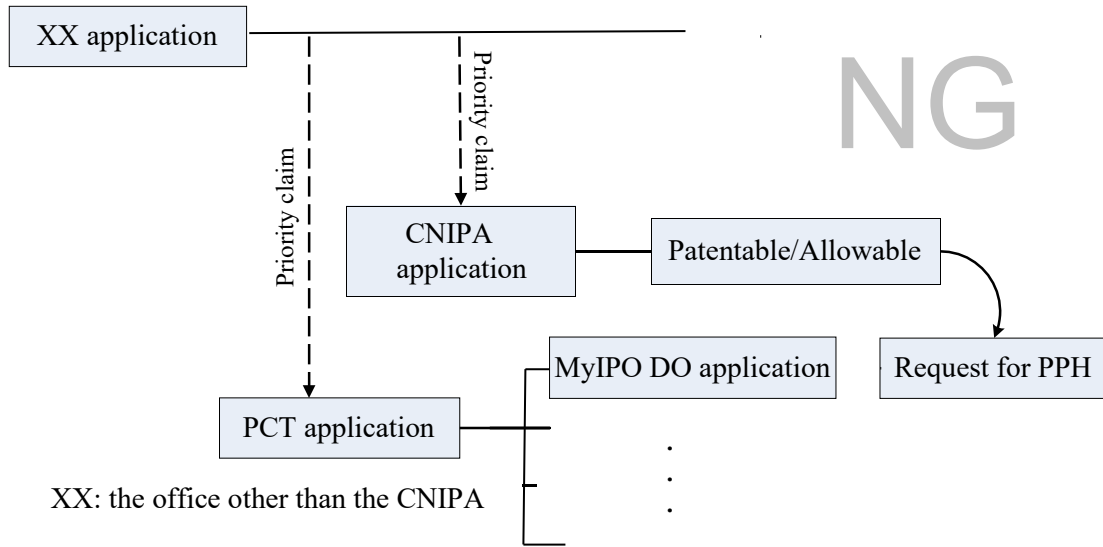 XX application
NG
Priority claim
Priority claim
CNIPA
application
Patentable/Allowable
MyIPO DO application
Request for PPH
PCT application
XX: the office other than the CNIPA